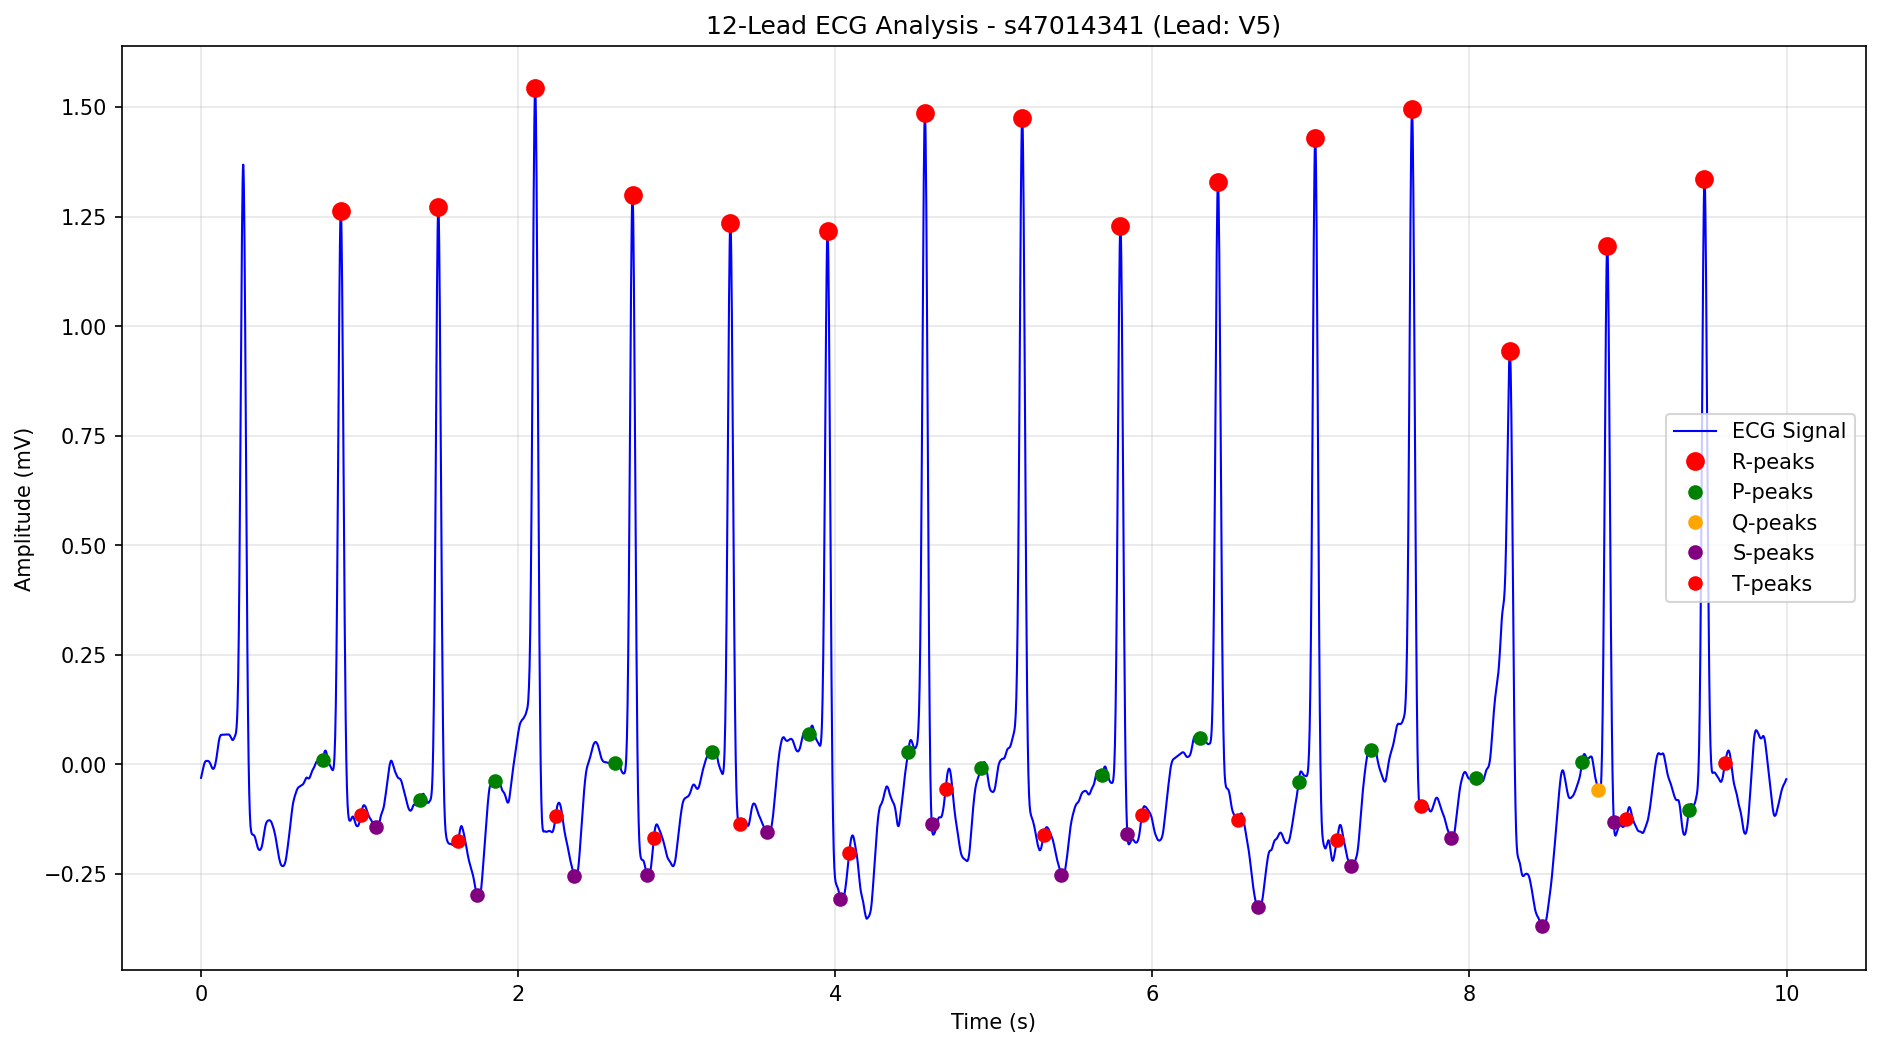 12-Lead ECG Analysis - s47014341 (Lead: V5)
Amplitude (mV)
1.50
1.25
1.00
0.75
0.50
0.25
0.00
−0.25
0
2
4
6
8
10
Time (s)
ECG Signal
R-peaks
P-peaks
Q-peaks
S-peaks
T-peaks